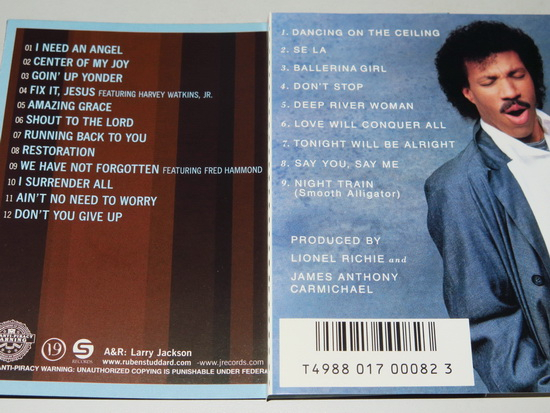 01 I NEED AN ANGEL
02 CENTER OF MY JOY
03 GOIN' UP YONDER
04 FIX IT, JESUS FEATURING HARVEY WATKINS, JR.
05 AMAZING GRACE
06 SHOUT TO THE LORD
07 RUNNING BACK TO YOU
08 RESTORATION
09 WE HAVE NOT FORGOTTEN FEATURING FRED HAMMOND
10 I SURRENDER ALL
11 AIN'T NO NEED TO WORRY
12 DON'T YOU GIVE UP
19
S
RECORDS
A&R: Larry Jackson
www.rubenstuddard.com -www.jrecords.com
ANTI-PIRACY WARNING: UNAUTHORIZED COPYING IS PUNISHABLE UNDER FEDERA
1. DANCING ON THE CEILING
2. SE LA
3. BALLERINA GIRL
4. DON'T STOP
5. DEEP RIVER WOMAN
6. LOVE WILL CONQUER ALL
7. TONIGHT WILL BE ALRIGHT
8. SAY YOU, SAY ME
9. NIGHT TRAIN
(Smooth Alligator)
PRODUCED BY
LIONEL RICHIE and
JAMES ANTHONY
CARMICHAEL
T4988 017 00082 3